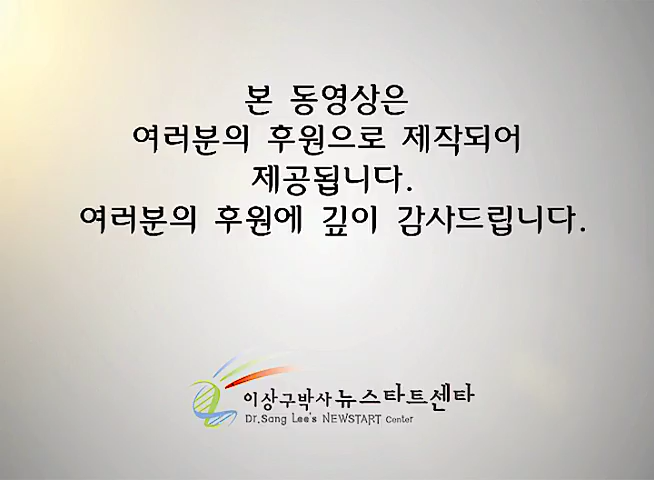 본 동영상은
여러분의 후원으로 제작되어
제공됩니다.
여러분의 후원에 깊이 감사드립니다.
이상구박사 뉴스타트센타
Dr.Sang Lee's NEWSTART Center